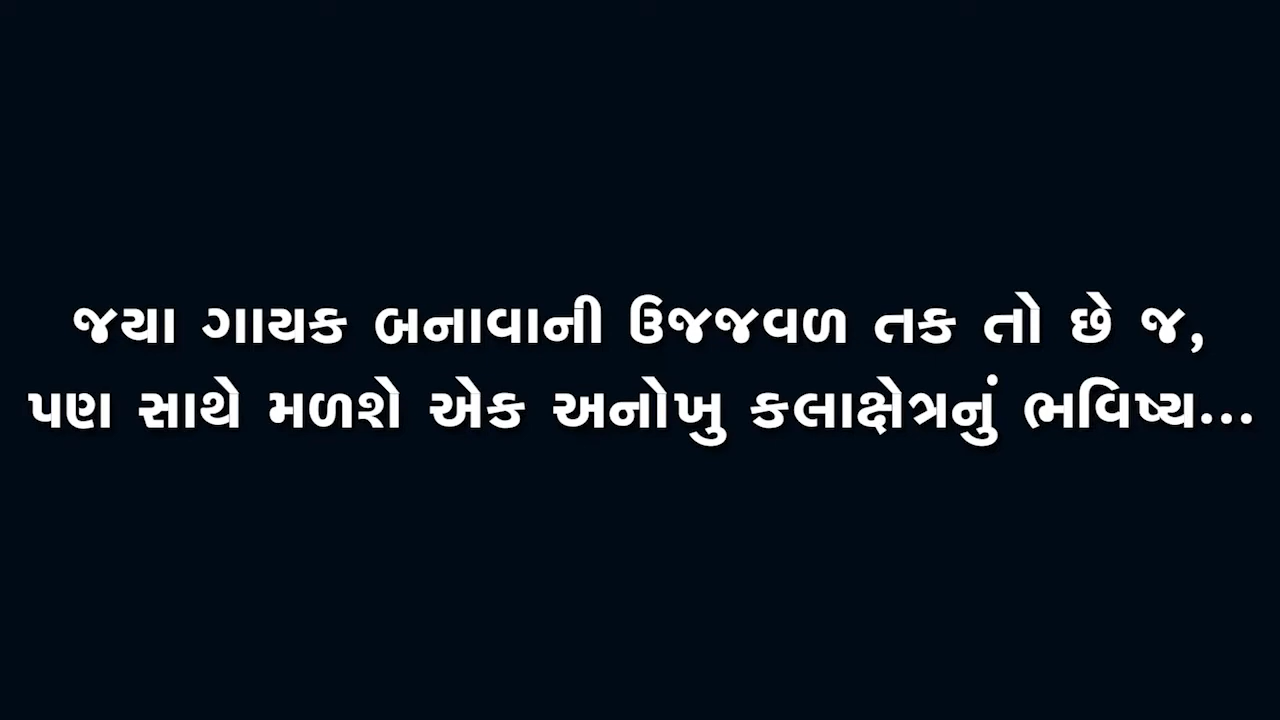 જયા ગાયક બનાવાની ઉજજવળ તક તો છે જ,
પણ સાથે મળશે એક અનોખુ કલાક્ષેત્રનું ભવિષ્ય...